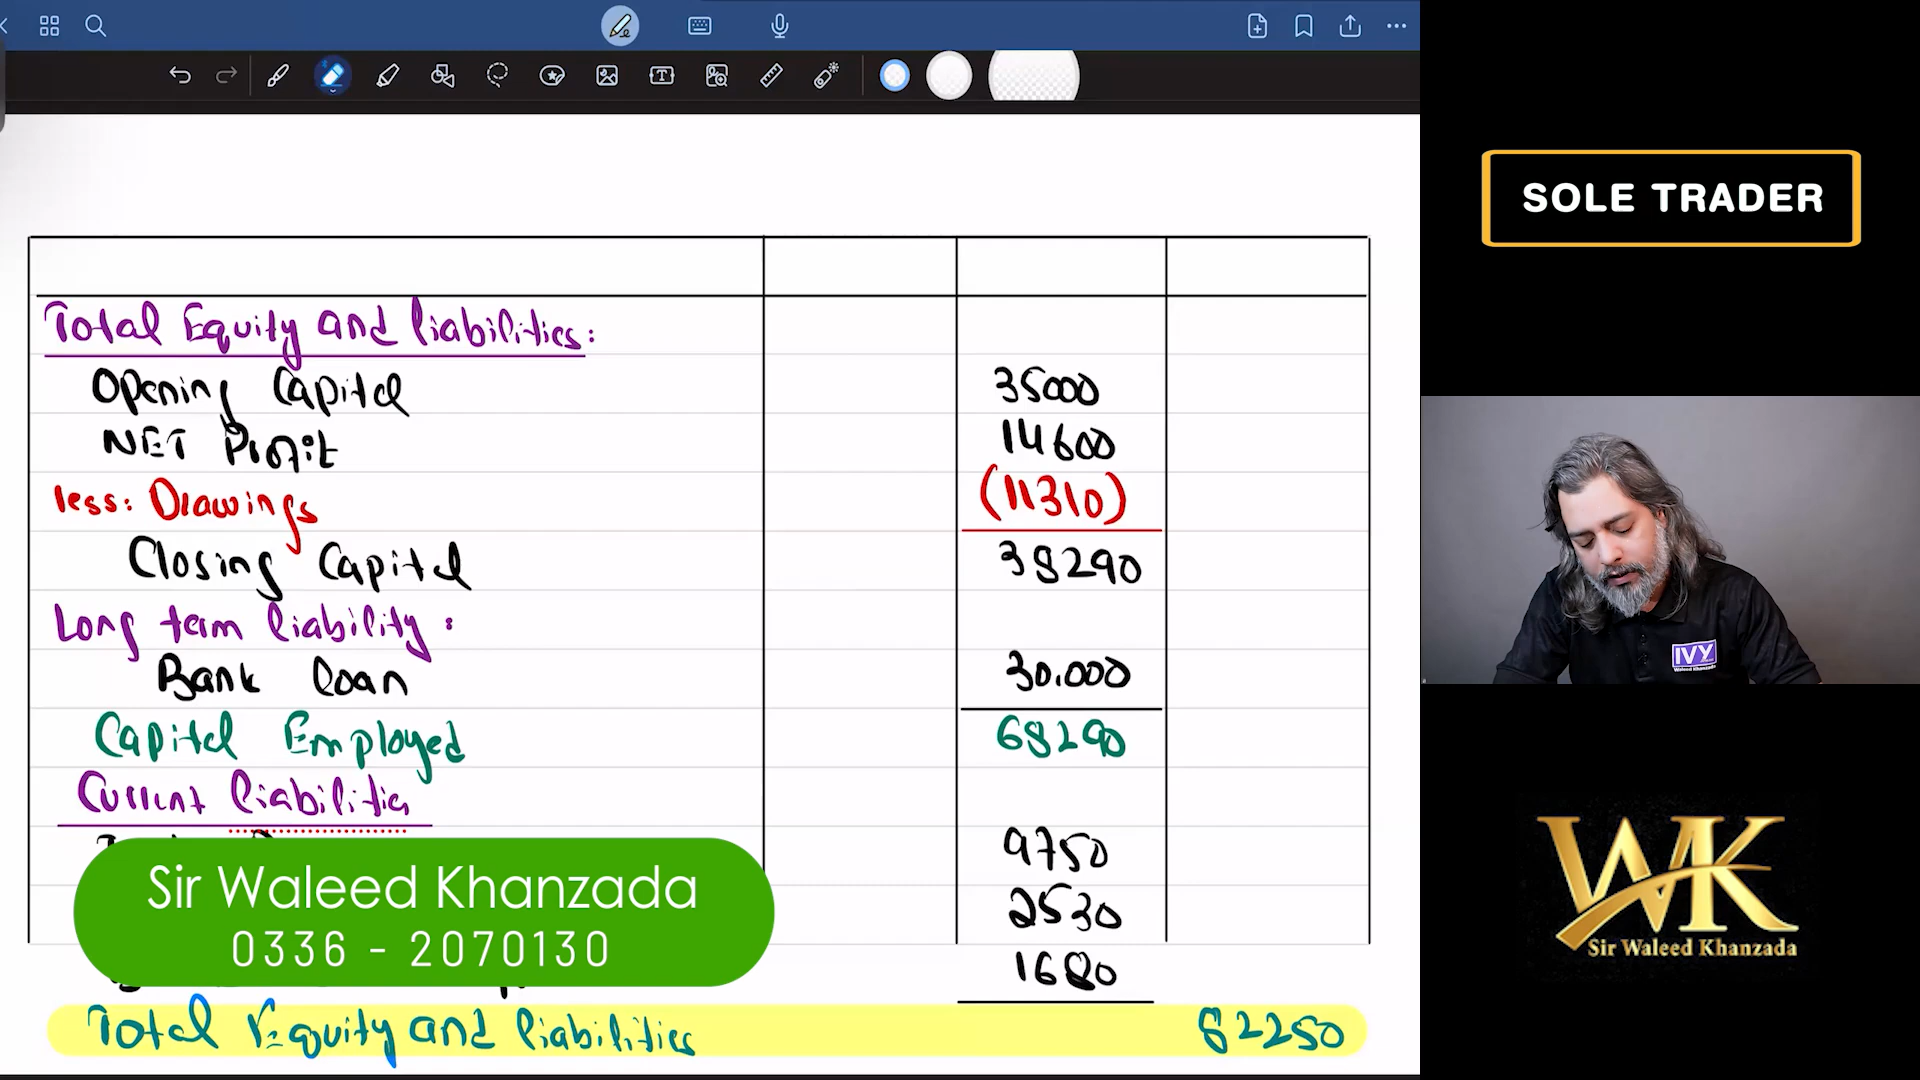 SOLE TRADER
Total Equity and liabilities:
Opening Capital 35000
NET Profit 14600
less: Drawings (11310)
Closing Capital 38290
Long term liability:
Bank loan 30.000
Capital Employed 68290
Current liabilities
9750
2530
1680
Total Equity and liabilities 82250
Sir Waleed Khanzada
0336 - 2070130
IVY
Waleed Khanzada
WK
Sir Waleed Khanzada